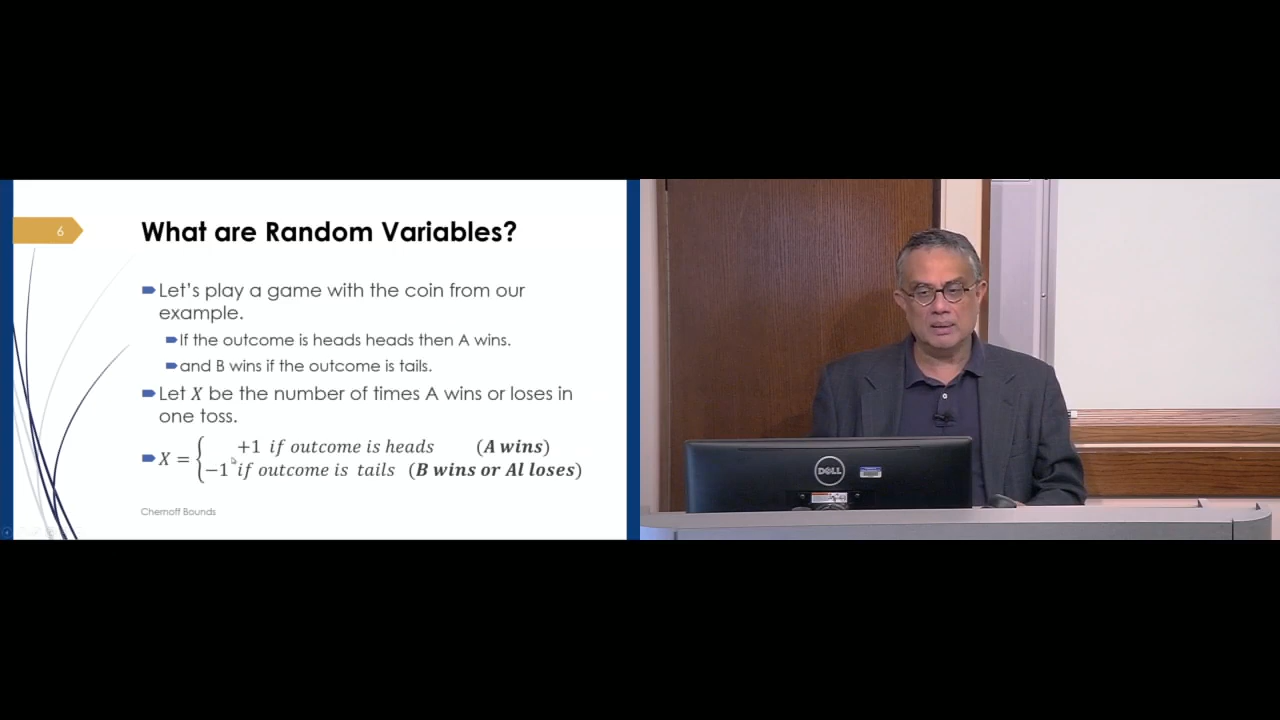 6
What are Random Variables?
Let's play a game with the coin from our
example.
If the outcome is heads heads then A wins.
and B wins if the outcome is tails.
Let X be the number of times A wins or loses in
one toss.
X = { +1 if outcome is heads (A wins)
−1 if outcome is tails (B wins or Al loses)
Chernoff Bounds
DELL